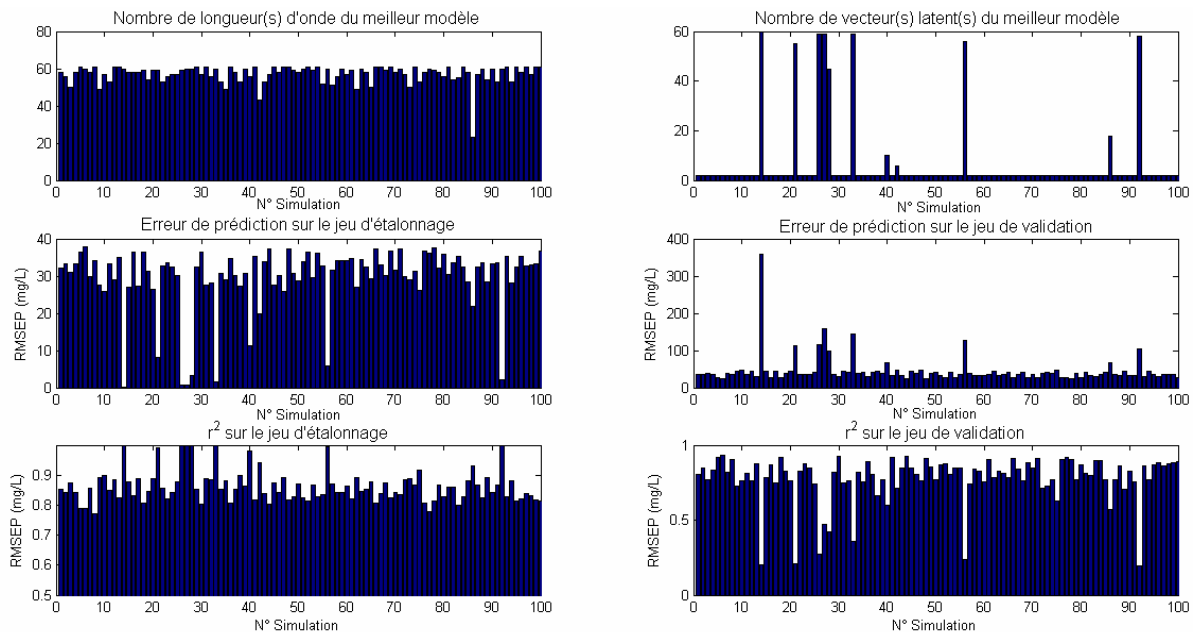 Nombre de longueur(s) d'onde du meilleur modèle
80
60
40
20
0
0 10 20 30 40 50 60 70 80 90 100
N° Simulation
Nombre de vecteur(s) latent(s) du meilleur modèle
60
40
20
0
0 10 20 30 40 50 60 70 80 90 100
N° Simulation
Erreur de prédiction sur le jeu d'étalonnage
RMSEP (mg/L)
40
30
20
10
0
0 10 20 30 40 50 60 70 80 90 100
N° Simulation
Erreur de prédiction sur le jeu de validation
RMSEP (mg/L)
400
300
200
100
0
0 10 20 30 40 50 60 70 80 90 100
N° Simulation
r² sur le jeu d'étalonnage
RMSEP (mg/L)
0.9
0.8
0.7
0.6
0.5
0 10 20 30 40 50 60 70 80 90 100
N° Simulation
r² sur le jeu de validation
RMSEP (mg/L)
1
0.5
0
0 10 20 30 40 50 60 70 80 90 100
N° Simulation